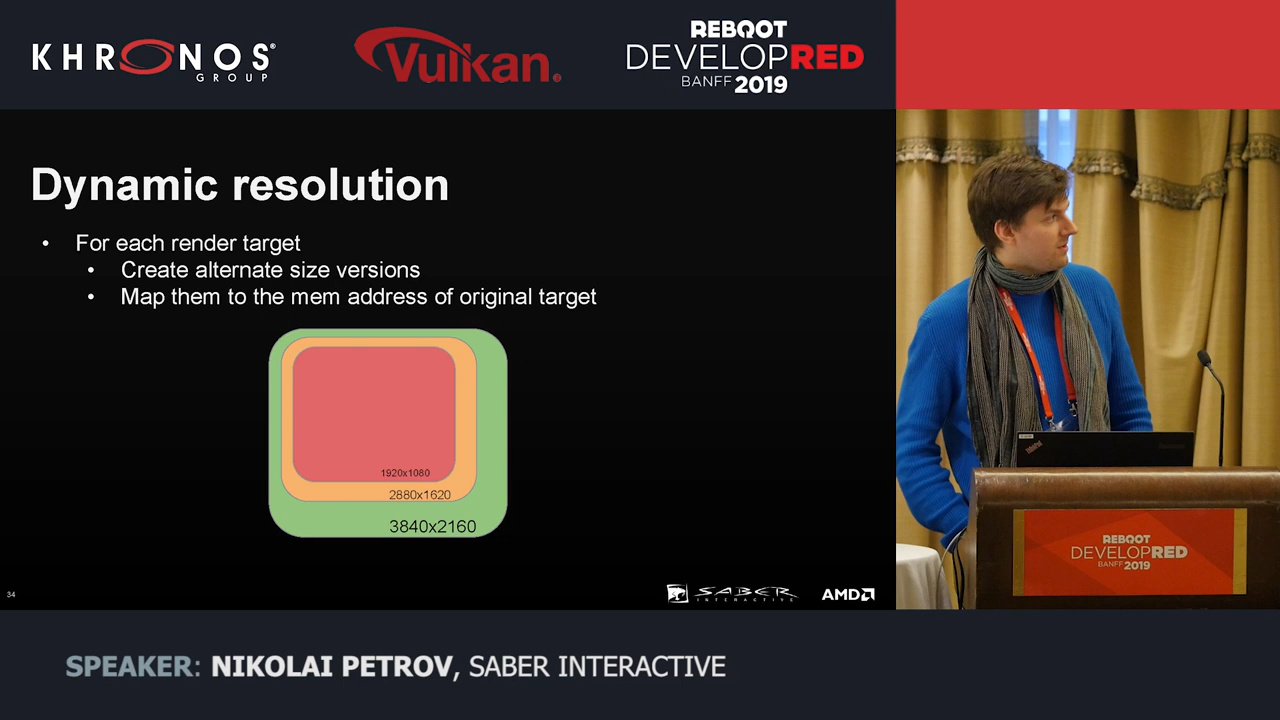 KHRONOS®
GROUP
Vulkan®
REBOOT
DEVELOPRED
BANFF 2019
Dynamic resolution
• For each render target
• Create alternate size versions
• Map them to the mem address of original target
1920x1080
2880x1620
3840x2160
34
SABER
INTERACTIVE
AMD
ThinkPad
REBOOT
DEVELOPRED
BANFF 2019
SPEAKER: NIKOLAI PETROV, SABER INTERACTIVE